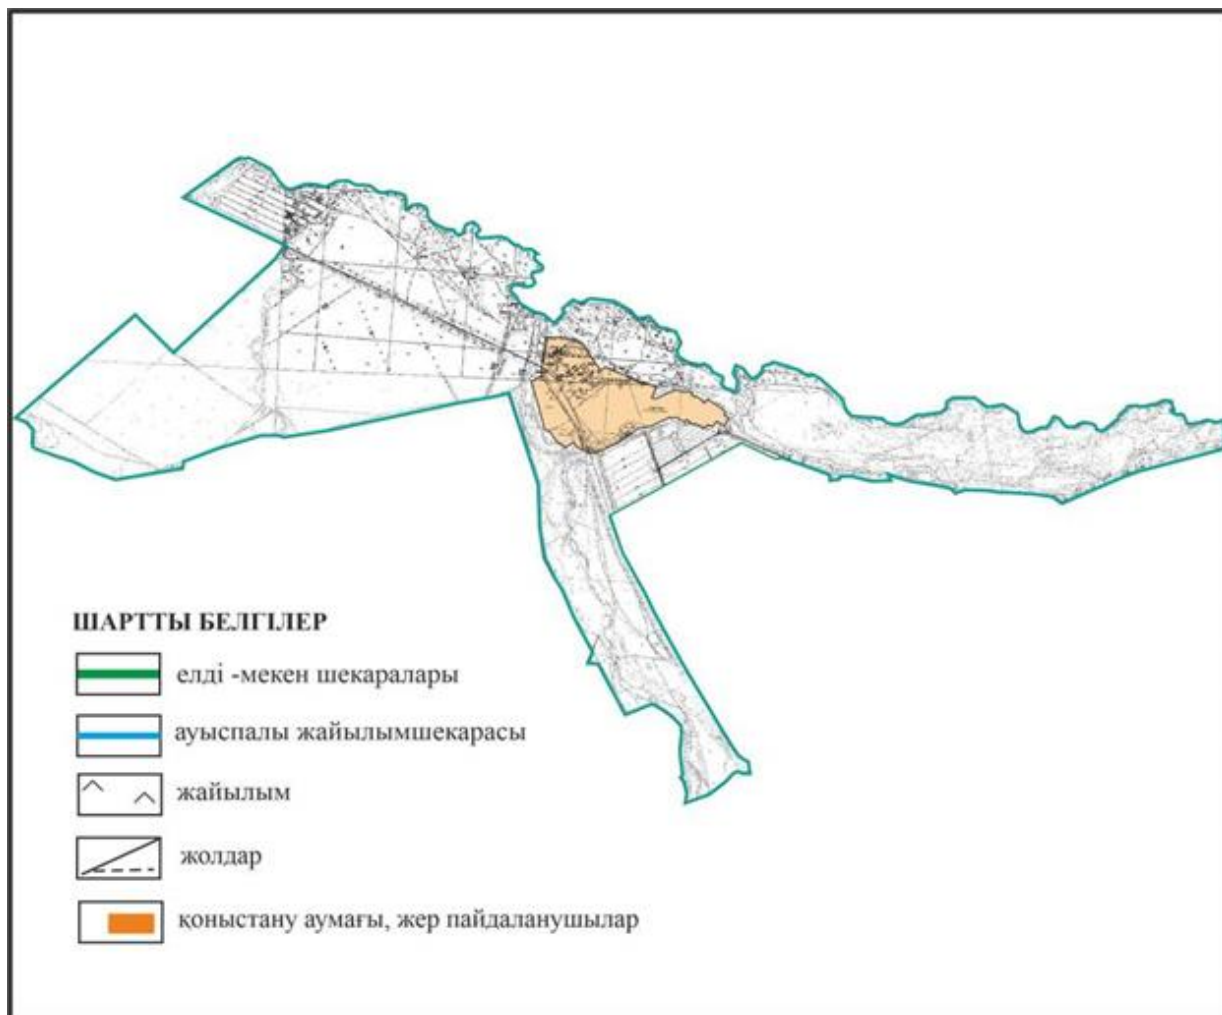 ШАРТТЫ БЕЛГІЛЕР
елді -мекен шекаралары
ауыспалы жайылымшекарасы
жайылым
жолдар
қоныстану аумағы, жер пайдаланушылар